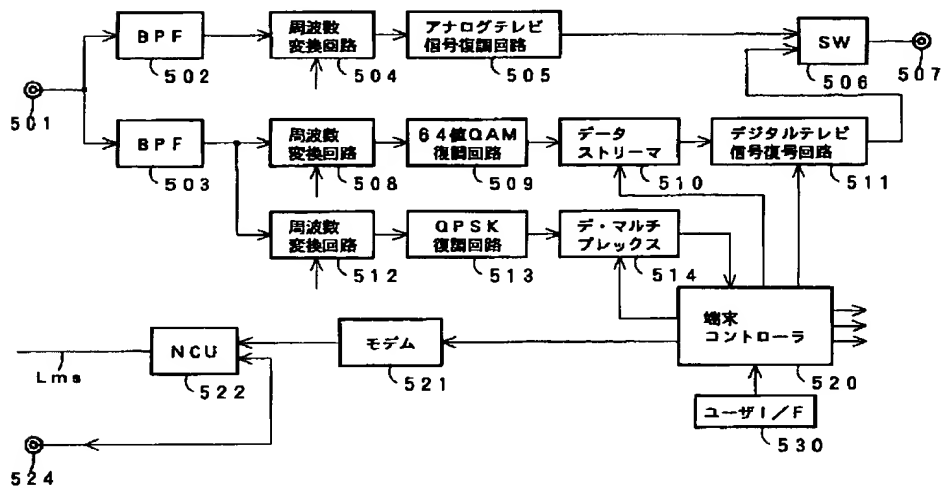 BPF
502
周波数
変換回路
504
アナログテレビ
信号復調回路
505
SW
506
507
501
BPF
503
周波数
変換回路
508
64値QAM
復調回路
509
データ
ストリーマ
510
デジタルテレビ
信号復号回路
511
周波数
変換回路
512
QPSK
復調回路
513
デ・マルチ
プレックス
514
端末
コントローラ
520
Lms
NCU
522
モデム
521
ユーザI/F
530
524